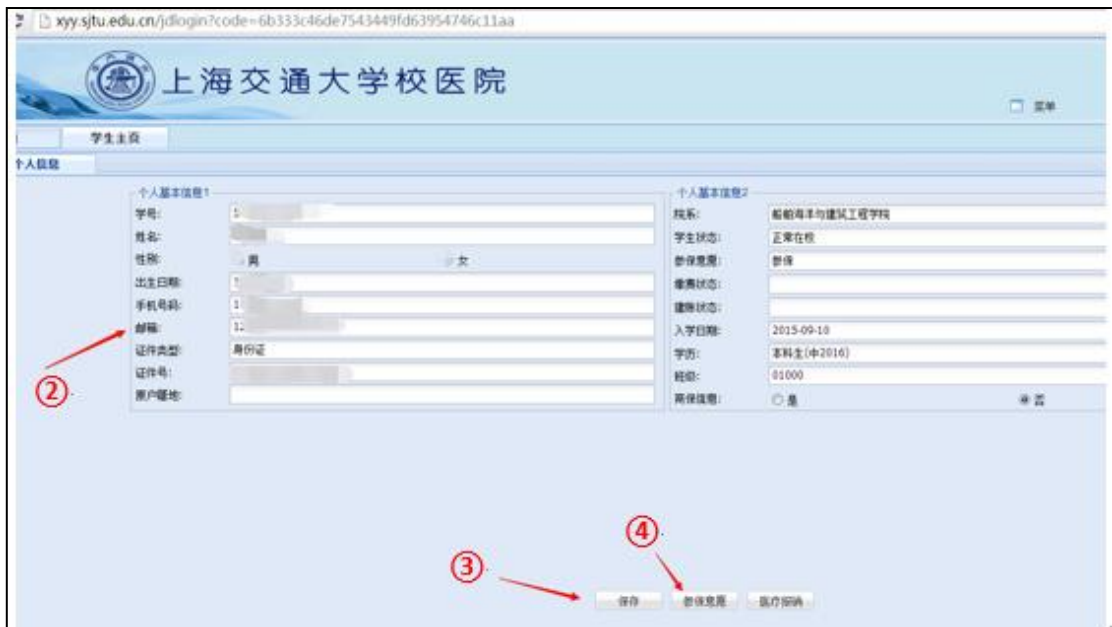 xyy.sjtu.edu.cn/jdlogin?code=6b333c46de7543449fd63954746c11aa
上海交通大学校医院
菜单
学生主页
个人信息
个人基本信息1
学号:
姓名:
性别: 男 女
出生日期:
手机号码: 1
邮箱: 12
证件类型: 身份证
证件号:
原户籍地:
个人基本信息2
院系: 船舶海洋与建筑工程学院
学生状态: 正常在校
参保意愿: 参保
缴费状态:
建账状态:
入学日期: 2015-09-10
学历: 本科生(中2016)
班级: 01000
两保信息: 是 否
②
③
④
保存 参保意愿 医疗报销